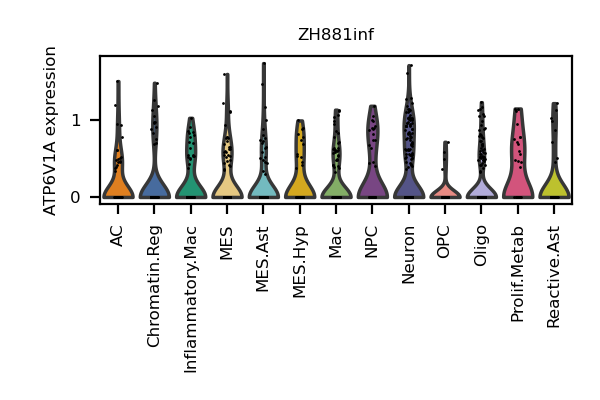 ZH881inf
ATP6V1A expression
1
0
AC
Chromatin.Reg
Inflammatory.Mac
MES
MES.Ast
MES.Hyp
Mac
NPC
Neuron
OPC
Oligo
Prolif.Metab
Reactive.Ast